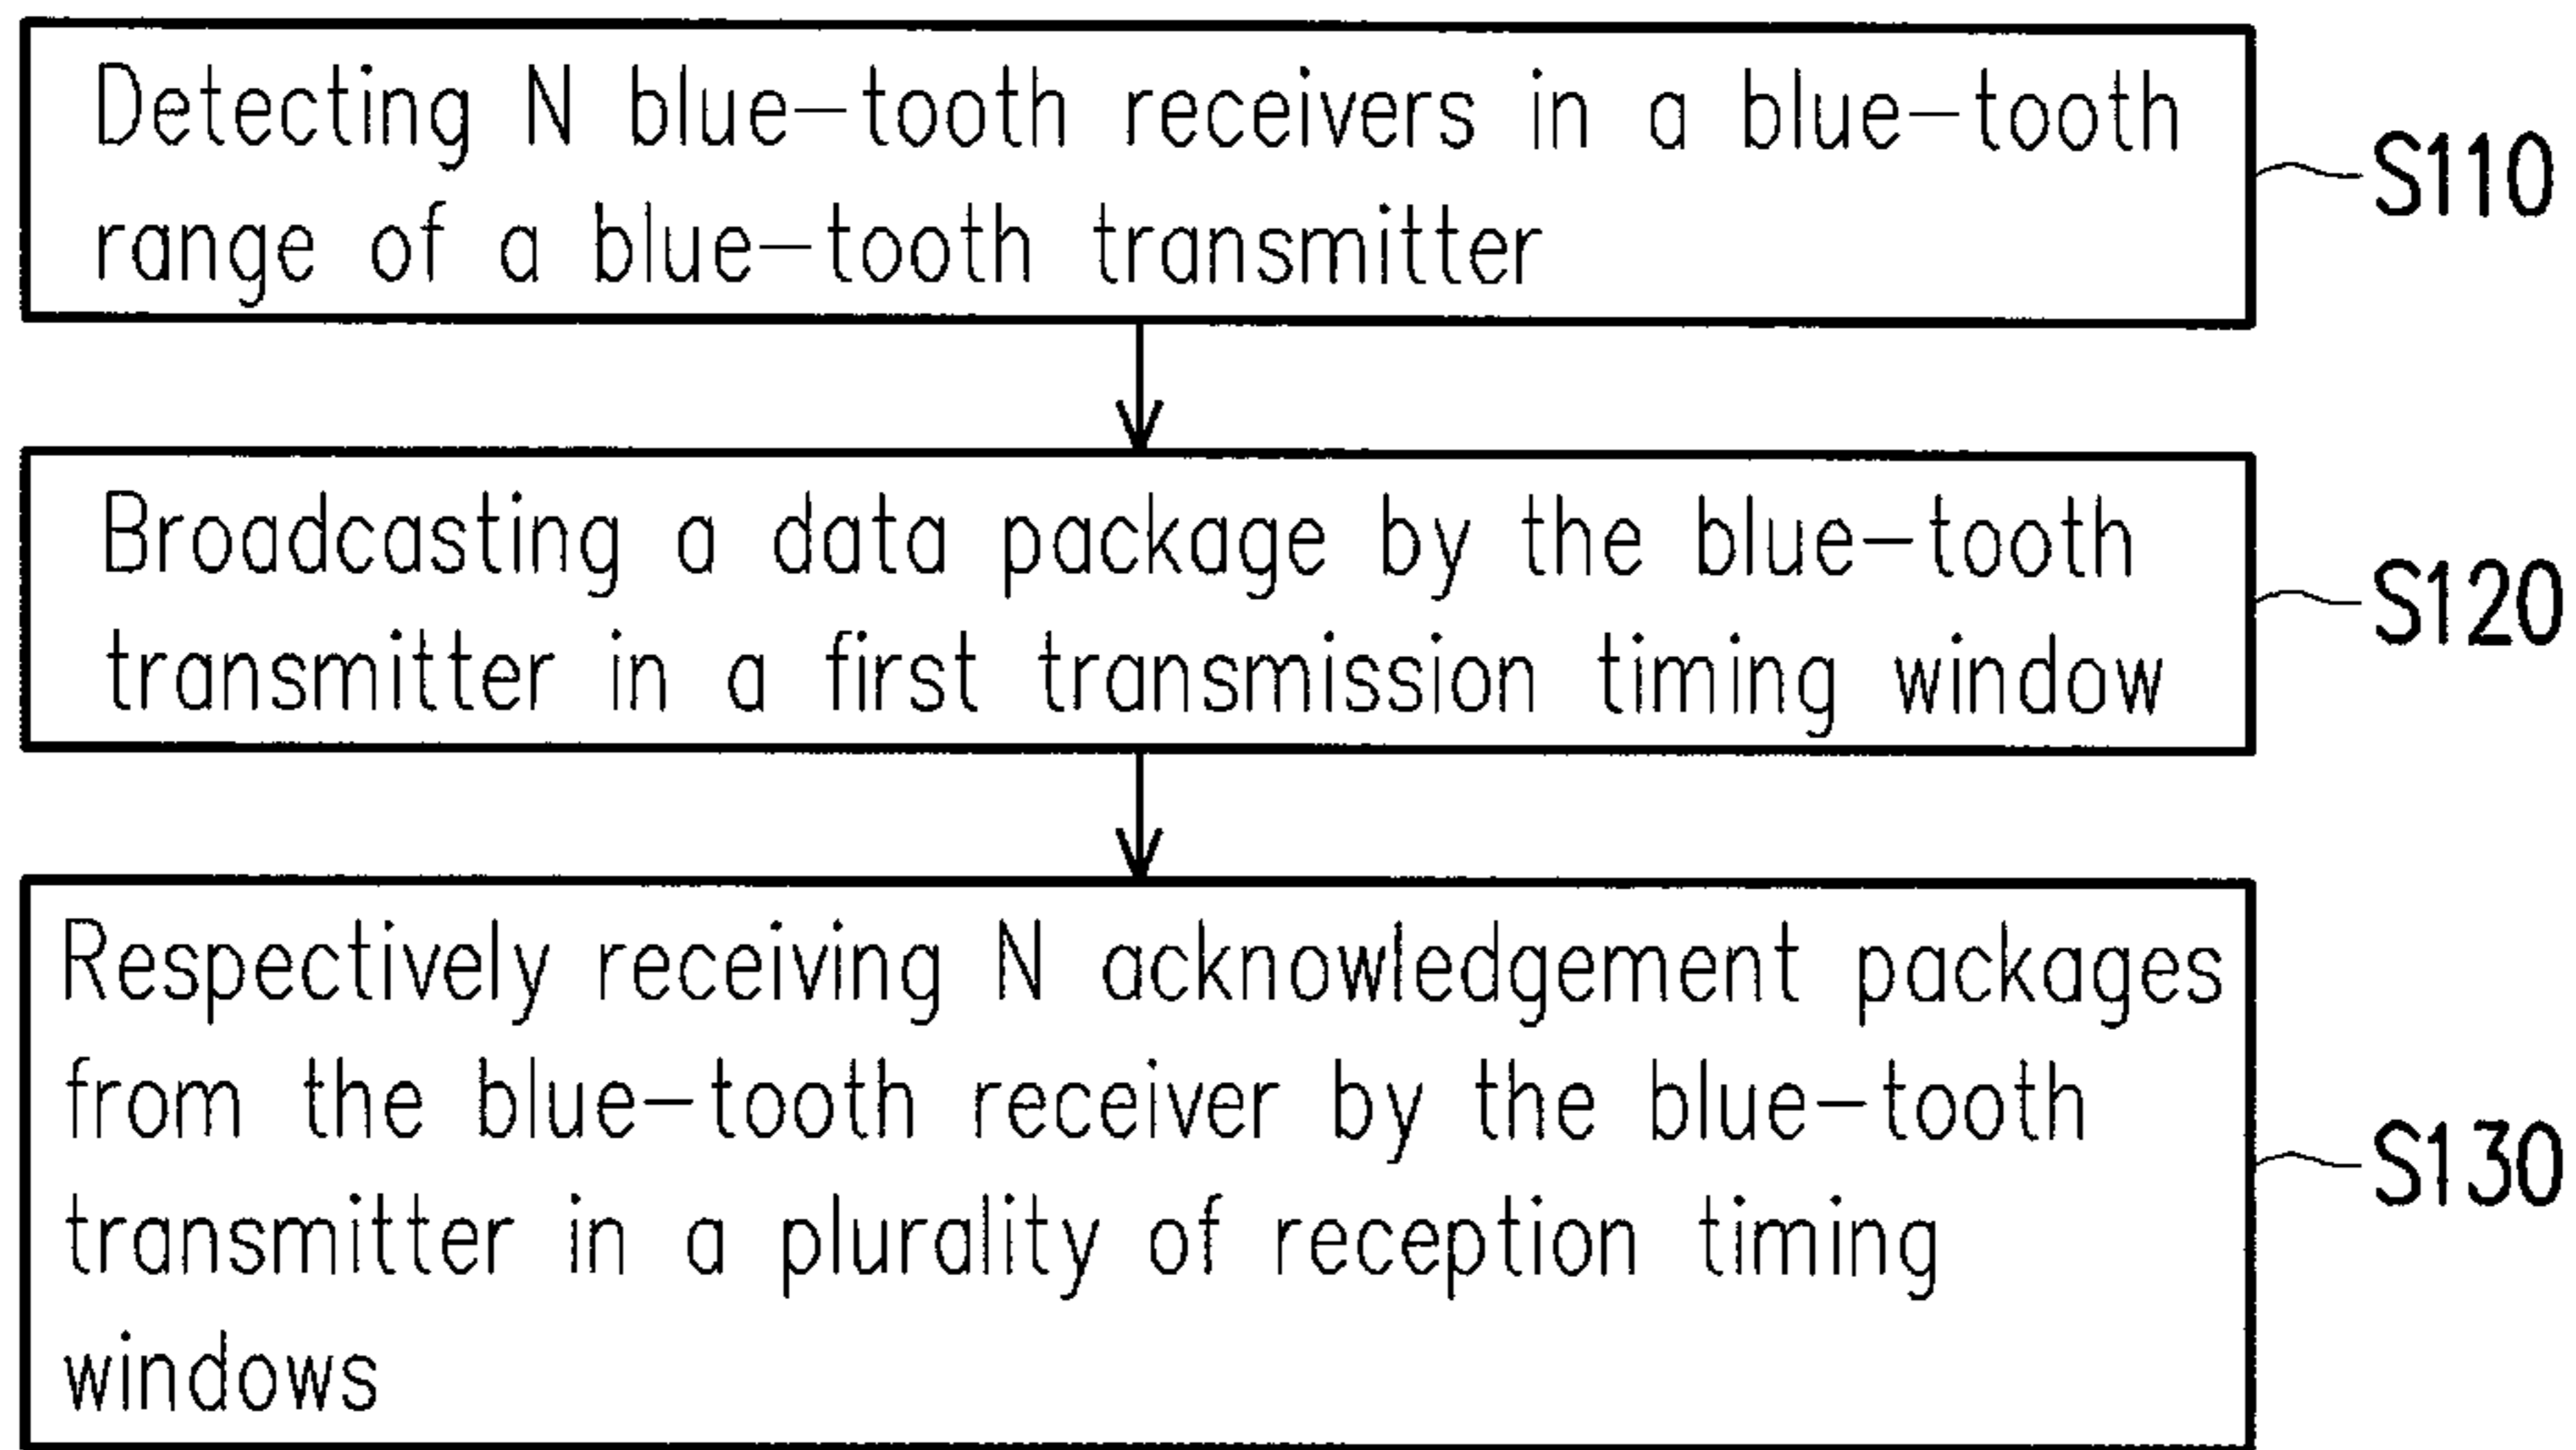 Detecting N blue-tooth receivers in a blue-tooth
range of a blue-tooth transmitter
S110
Broadcasting a data package by the blue-tooth
transmitter in a first transmission timing window
S120
Respectively receiving N acknowledgement packages
from the blue-tooth receiver by the blue-tooth
transmitter in a plurality of reception timing
windows
S130